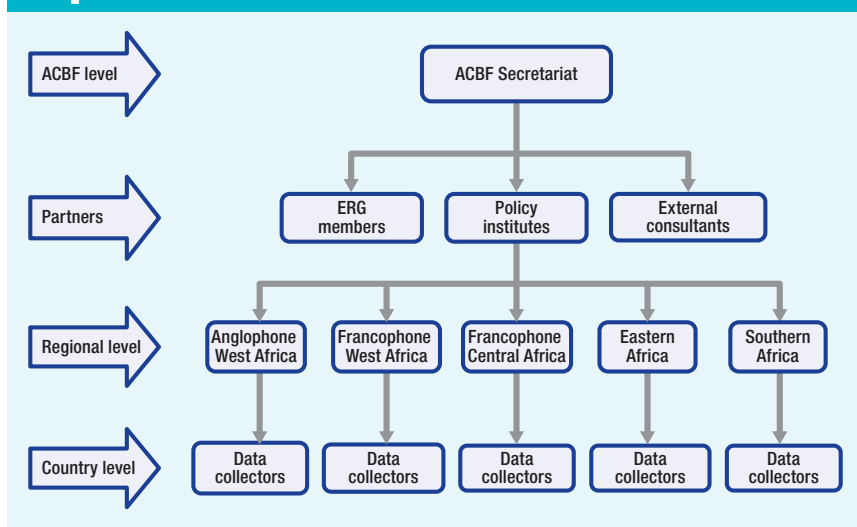 ACBF level
ACBF Secretariat
Partners
ERG
members
Policy
institutes
External
consultants
Regional level
Anglophone
West Africa
Francophone
West Africa
Francophone
Central Africa
Eastern
Africa
Southern
Africa
Country level
Data
collectors
Data
collectors
Data
collectors
Data
collectors
Data
collectors